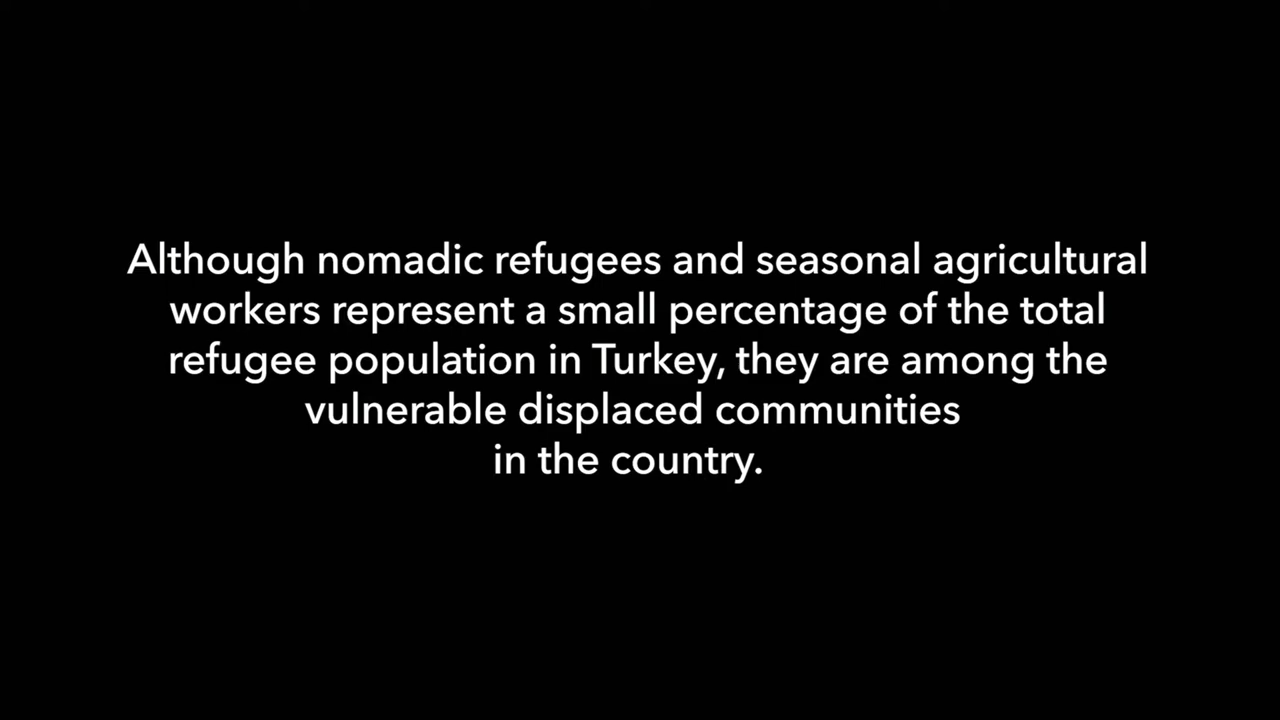 Although nomadic refugees and seasonal agricultural
workers represent a small percentage of the total
refugee population in Turkey, they are among the
vulnerable displaced communities
in the country.